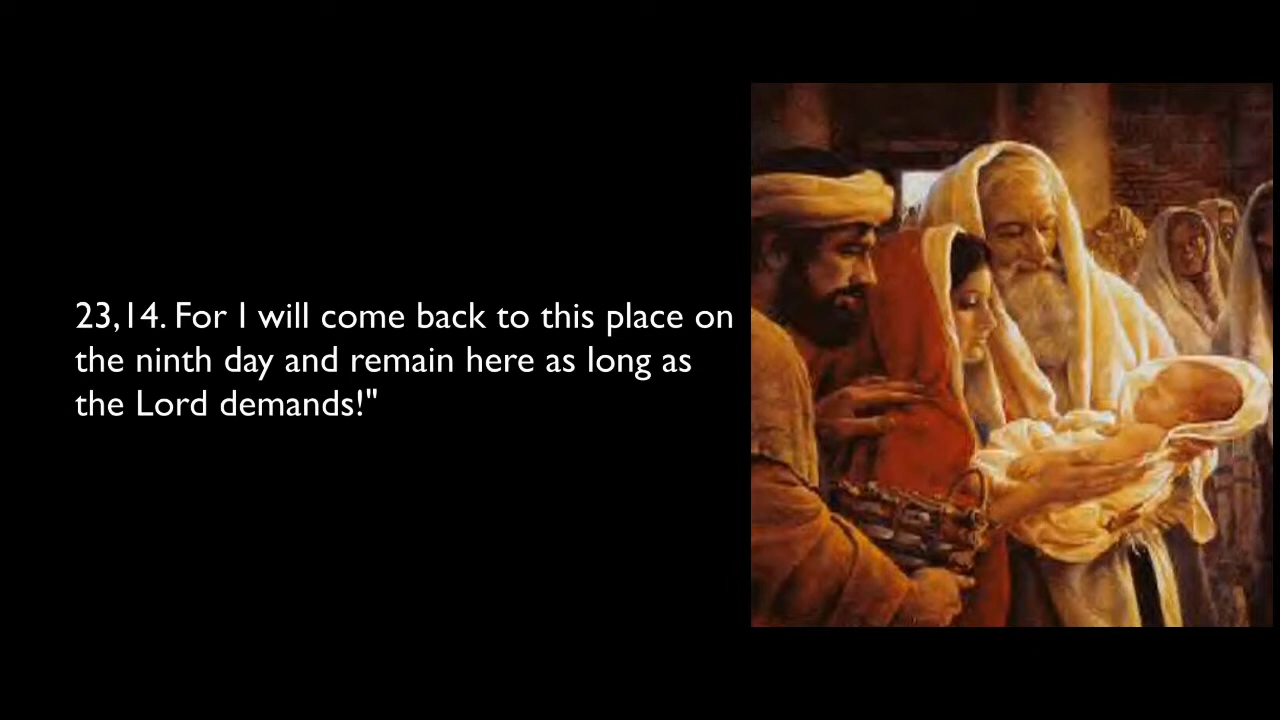 23,14. For I will come back to this place on
the ninth day and remain here as long as
the Lord demands!"